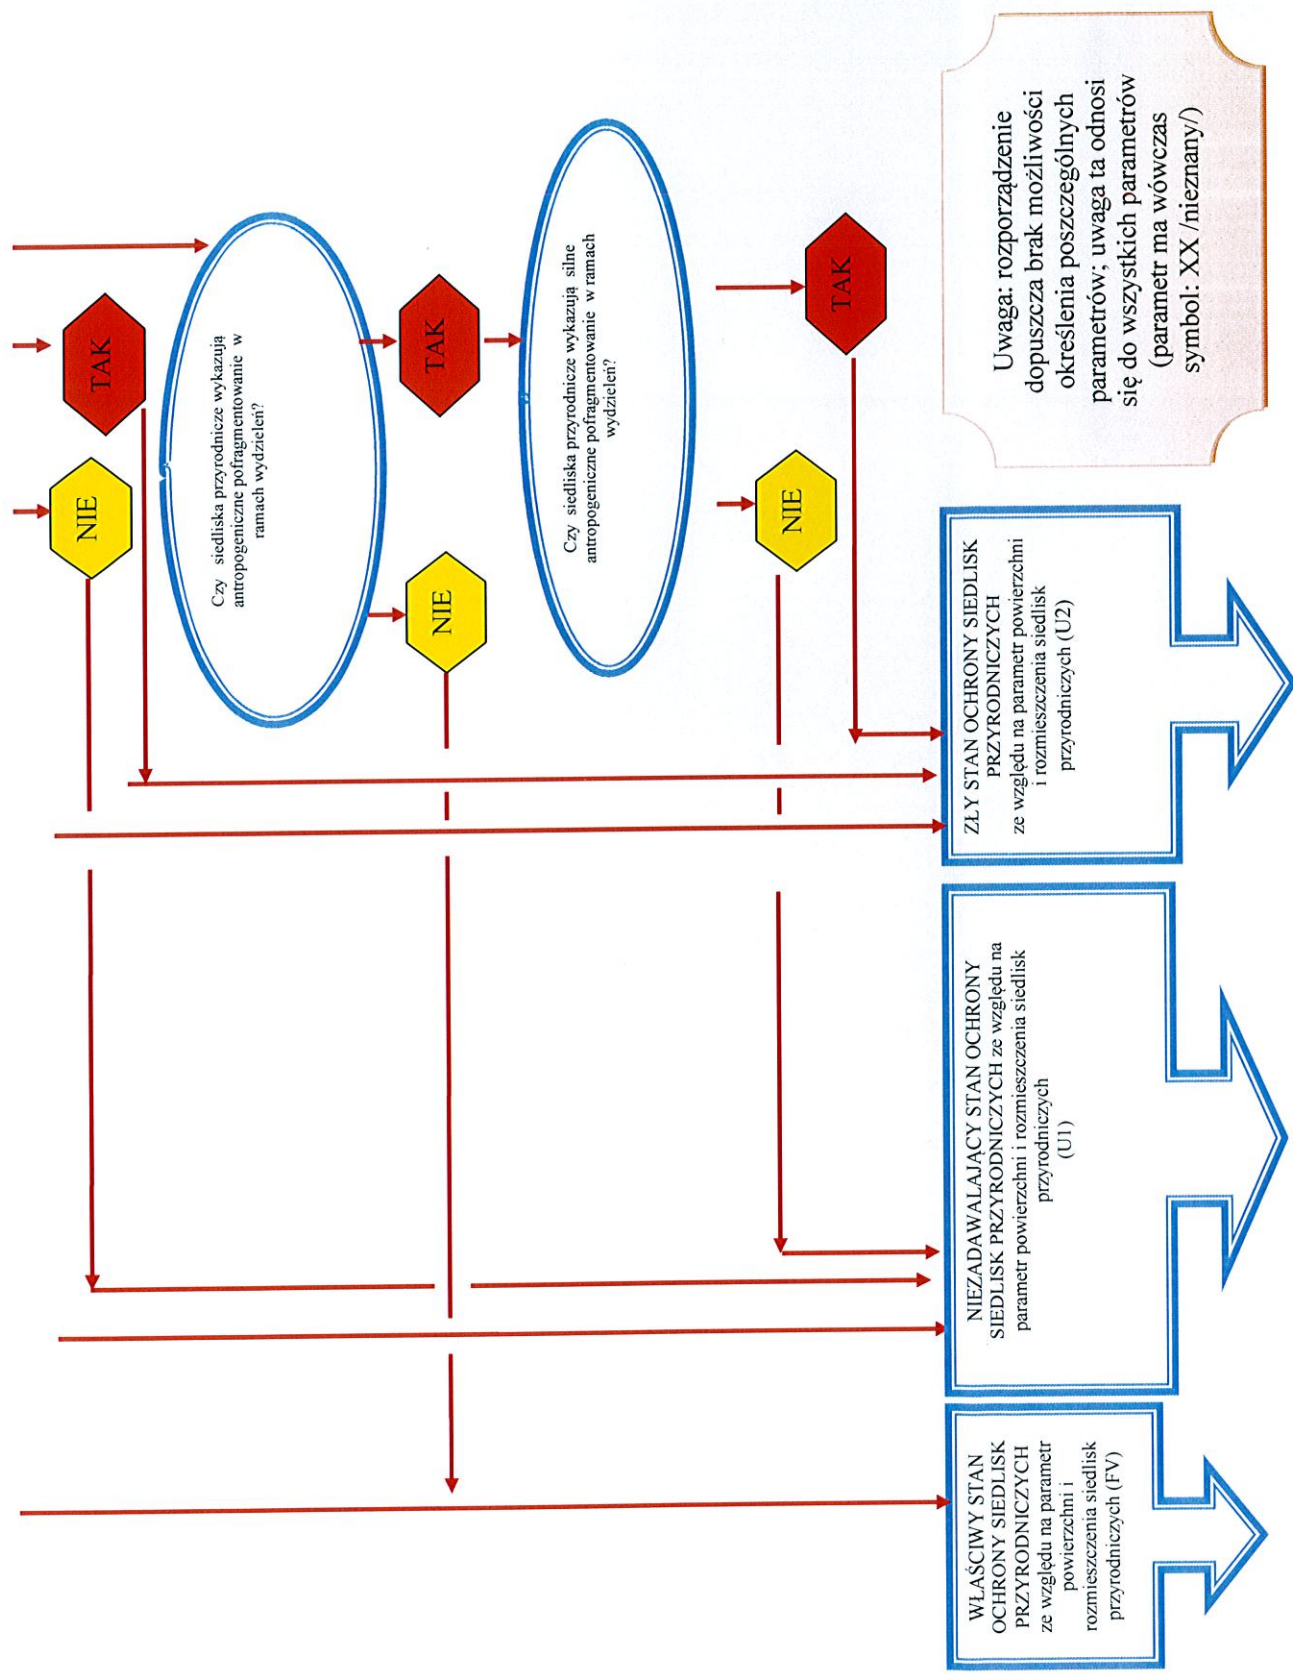 NIE
TAK
Czy siedliska przyrodnicze wykazują
antropogeniczne pofragmentowanie w
ramach wydzieleń?
NIE
TAK
Czy siedliska przyrodnicze wykazują silne
antropogeniczne pofragmentowanie w ramach
wydzieleń?
NIE
TAK
WŁAŚCIWY STAN
OCHRONY SIEDLISK
PRZYRODNICZYCH
ze względu na parametr
powierzchni i
rozmieszczenia siedlisk
przyrodniczych (FV)
NIEZADAWALAJĄCY STAN OCHRONY
SIEDLISK PRZYRODNICZYCH ze względu na
parametr powierzchni i rozmieszczenia siedlisk
przyrodniczych
(U1)
ZŁY STAN OCHRONY SIEDLISK
PRZYRODNICZYCH
ze względu na parametr powierzchni
i rozmieszczenia siedlisk
przyrodniczych (U2)
Uwaga: rozporządzenie
dopuszcza brak możliwości
określenia poszczególnych
parametrów; uwaga ta odnosi
się do wszystkich parametrów
(parametr ma wówczas
symbol: XX /nieznany/)